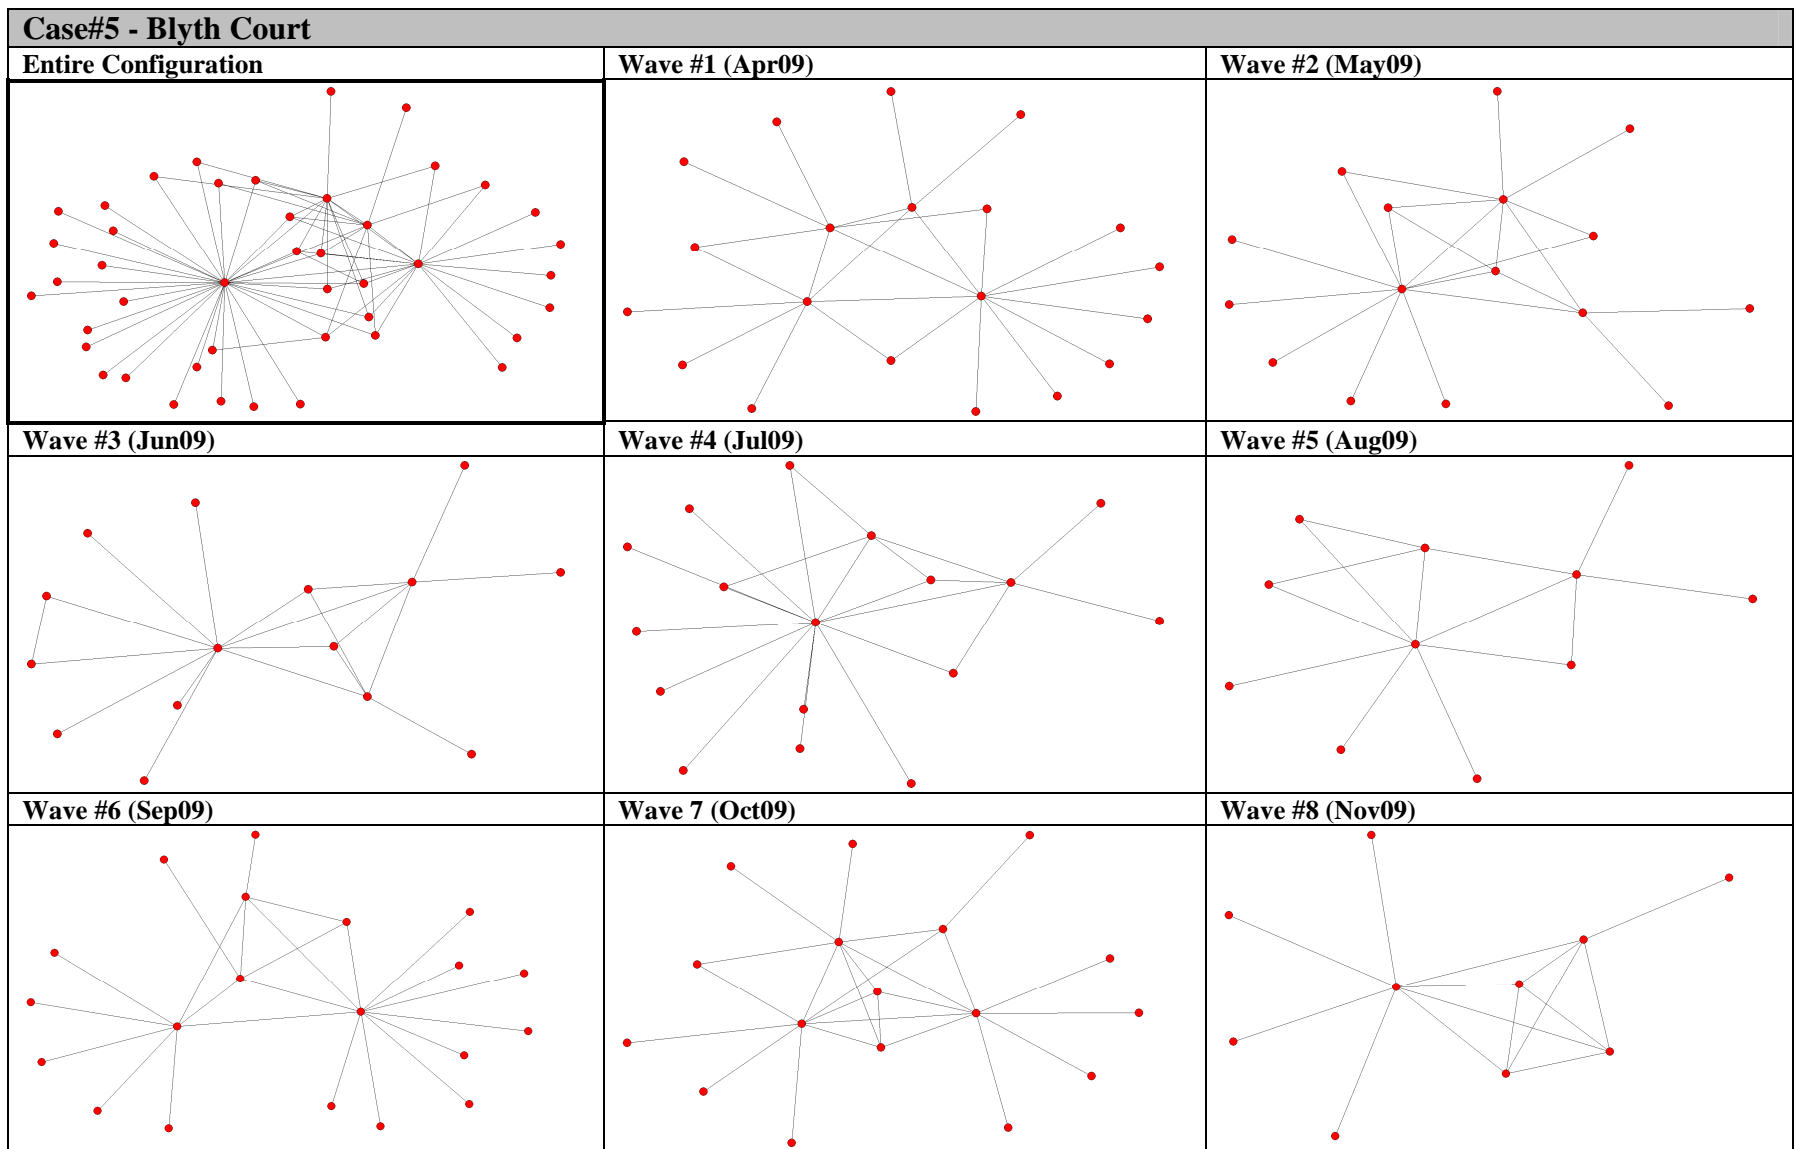 Case#5 - Blyth Court
Entire Configuration
Wave #1 (Apr09)
Wave #2 (May09)
Wave #3 (Jun09)
Wave #4 (Jul09)
Wave #5 (Aug09)
Wave #6 (Sep09)
Wave 7 (Oct09)
Wave #8 (Nov09)